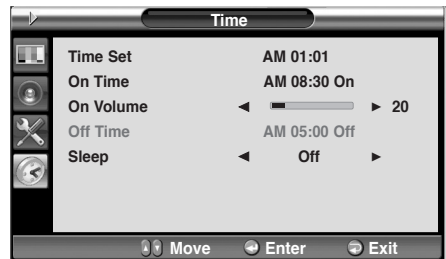 Time
Time Set AM 01:01
On Time AM 08:30 On
On Volume 20
Off Time AM 05:00 Off
Sleep Off
Move Enter Exit